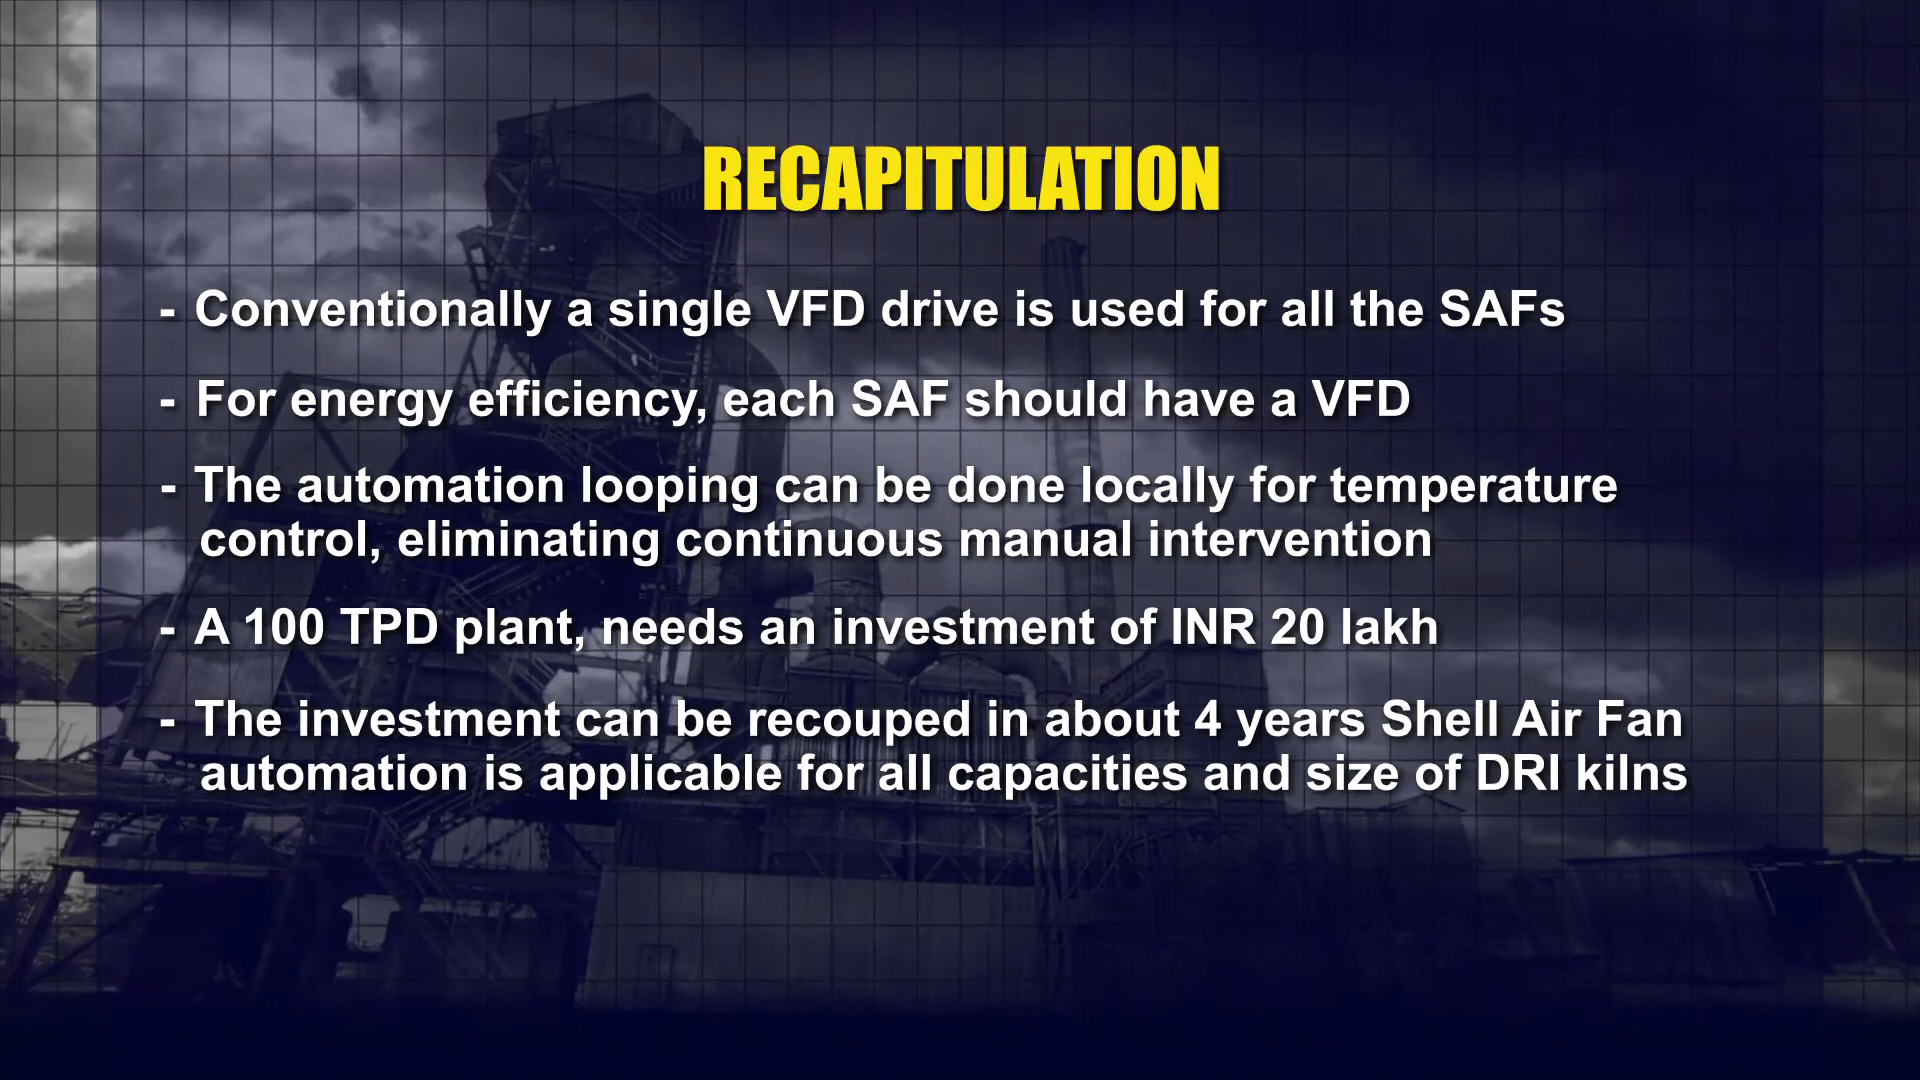 RECAPITULATION
- Conventionally a single VFD drive is used for all the SAFs
- For energy efficiency, each SAF should have a VFD
- The automation looping can be done locally for temperature
control, eliminating continuous manual intervention
- A 100 TPD plant, needs an investment of INR 20 lakh
- The investment can be recouped in about 4 years Shell Air Fan
automation is applicable for all capacities and size of DRI kilns